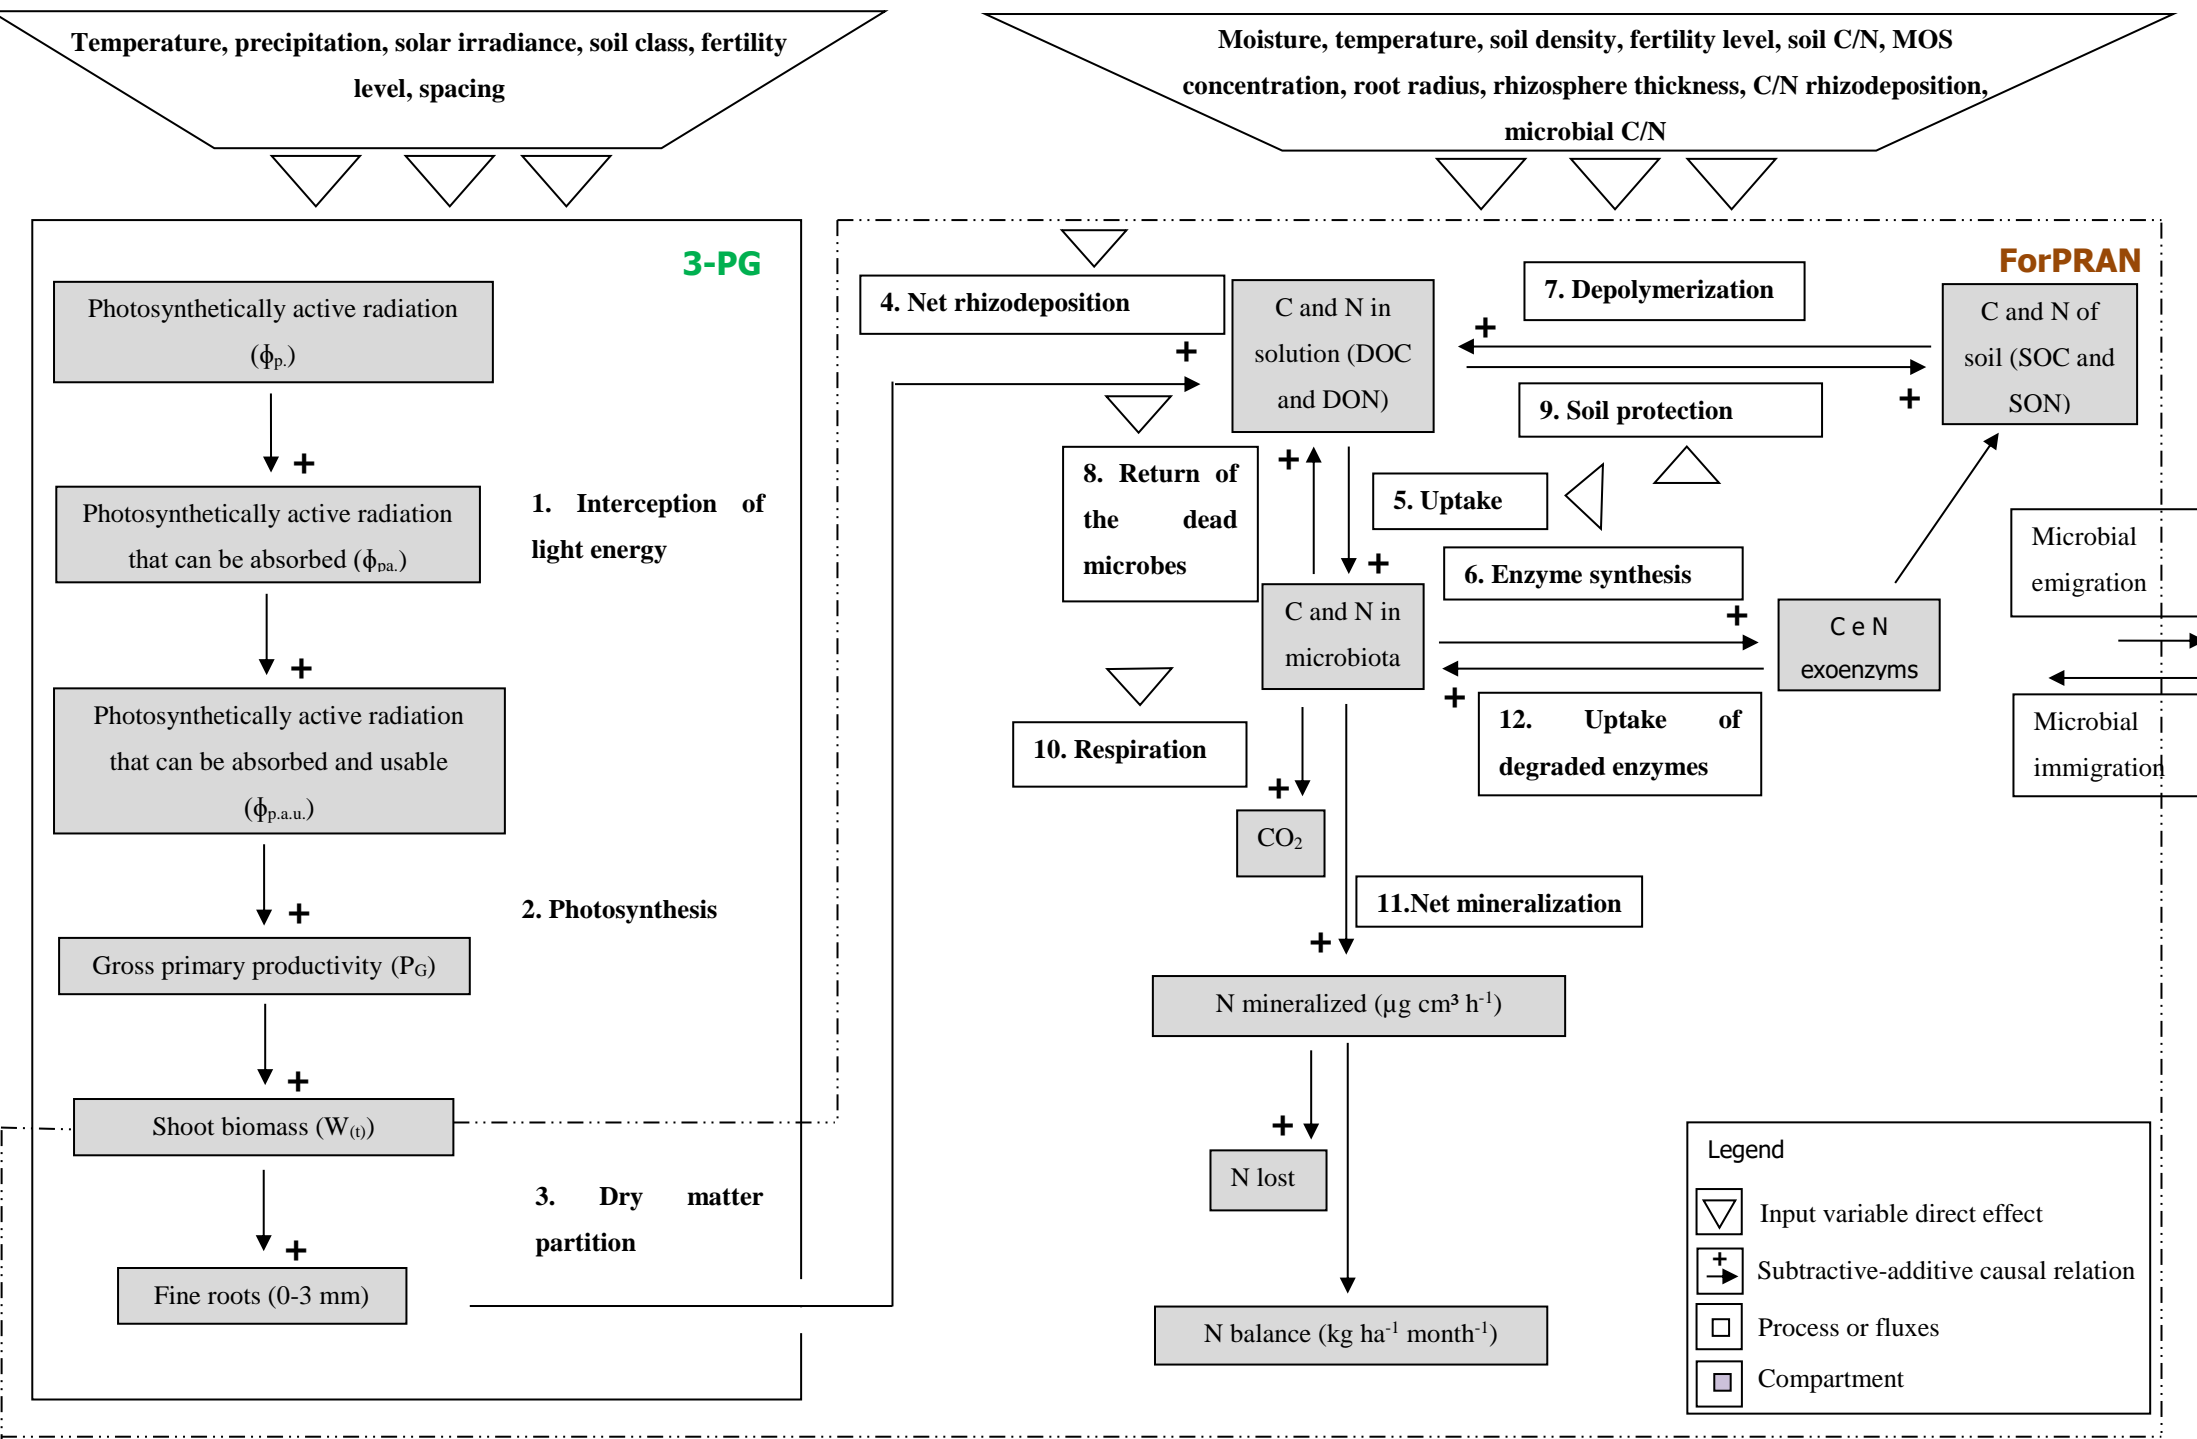 Temperature, precipitation, solar irradiance, soil class, fertility
level, spacing
Moisture, temperature, soil density, fertility level, soil C/N, MOS
concentration, root radius, rhizosphere thickness, C/N rhizodeposition,
microbial C/N
3-PG
Photosynthetically active radiation
(ϕp.)
+
Photosynthetically active radiation
that can be absorbed (ϕpa.)
1. Interception of
light energy
+
Photosynthetically active radiation
that can be absorbed and usable
(ϕp.a.u.)
+
2. Photosynthesis
Gross primary productivity (PG)
+
Shoot biomass (W(t))
3. Dry matter
partition
+
Fine roots (0-3 mm)
ForPRAN
4. Net rhizodeposition
+
C and N in
solution (DOC
and DON)
7. Depolymerization
+
C and N of
soil (SOC and
SON)
+
9. Soil protection
8. Return of
the dead
microbes
+
5. Uptake
+
6. Enzyme synthesis
+
C and N in
microbiota
C e N
exoenzyms
+
12. Uptake of
degraded enzymes
Microbial
emigration
Microbial
immigration
10. Respiration
+
CO2
11.Net mineralization
+
N mineralized (µg cm³ h-1)
+
N lost
N balance (kg ha-1 month-1)
Legend
Input variable direct effect
+
Subtractive-additive causal relation
Process or fluxes
Compartment